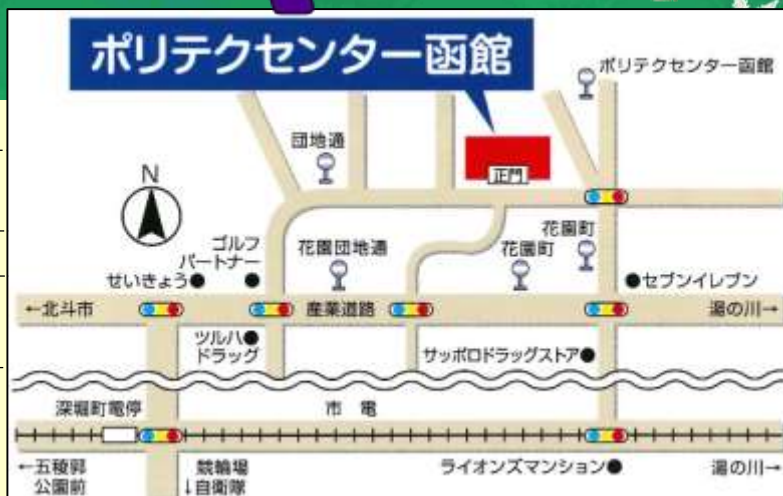 ポリテクセンター函館
ポリテクセンター函館
団地通
正門
N
花園町
ゴルフ
パートナー
花園団地通
花園町
せいきょう●
●セブンイレブン
←北斗市
産業道路
湯の川→
ツルハ●
ドラッグ
サッポロドラッグストア●
深堀町電停
市電
←五稜郭
公園前
競輪場
↓自衛隊
ライオンズマンション●
湯の川→